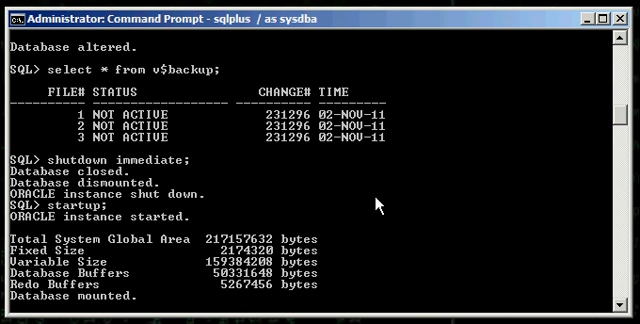 Administrator: Command Prompt - sqlplus / as sysdba
Database altered.
SQL> select * from v$backup;
FILE# STATUS CHANGE# TIME
---------- ------------------ ---------- ---------
1 NOT ACTIVE 231296 02-NOV-11
2 NOT ACTIVE 231296 02-NOV-11
3 NOT ACTIVE 231296 02-NOV-11
SQL> shutdown immediate;
Database closed.
Database dismounted.
ORACLE instance shut down.
SQL> startup;
ORACLE instance started.
Total System Global Area 217157632 bytes
Fixed Size 2174320 bytes
Variable Size 159384208 bytes
Database Buffers 50331648 bytes
Redo Buffers 5267456 bytes
Database mounted.